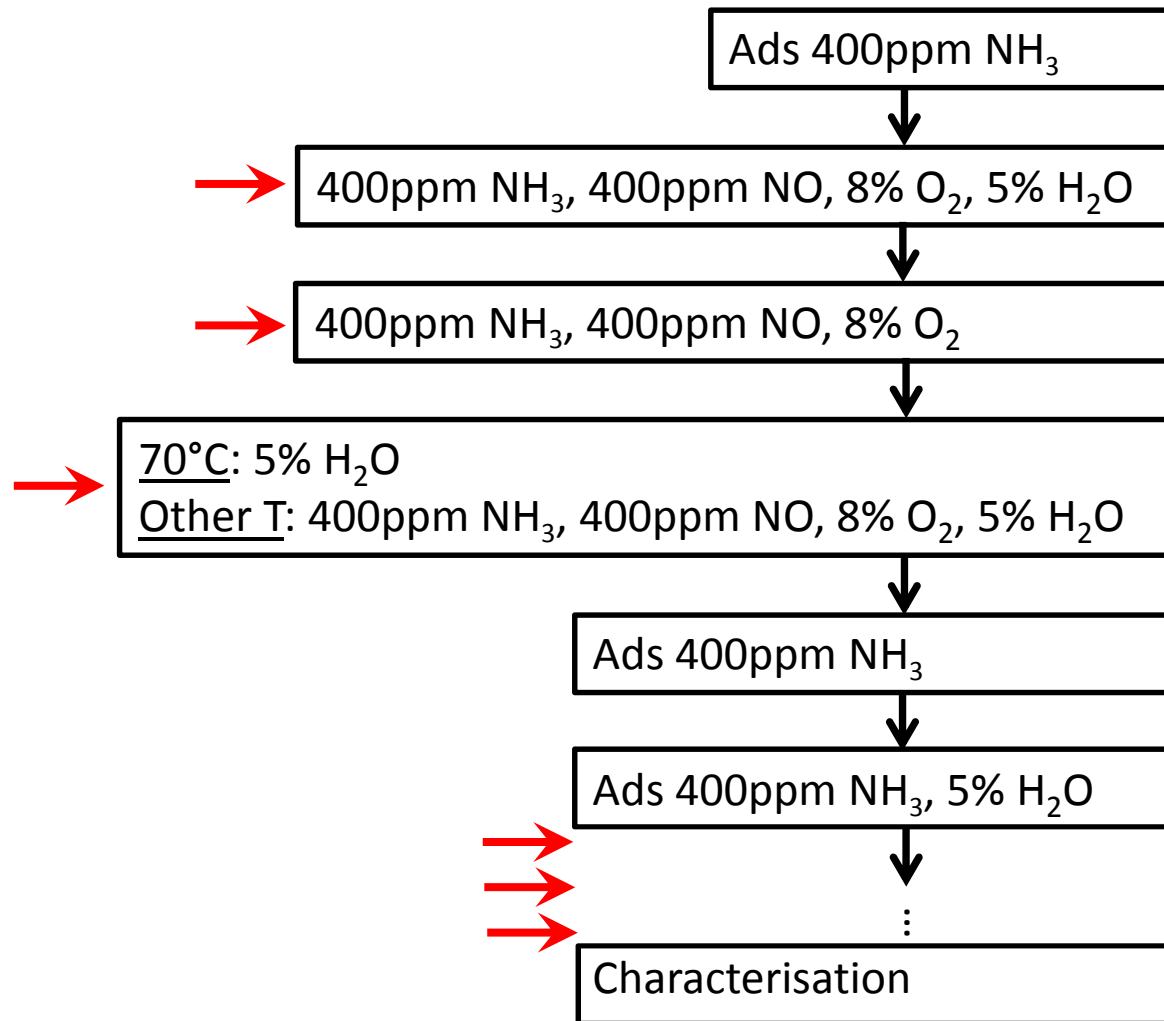 Ads 400ppm NH₃
400ppm NH₃, 400ppm NO, 8% O₂, 5% H₂O
400ppm NH₃, 400ppm NO, 8% O₂
70°C: 5% H₂O
Other T: 400ppm NH₃, 400ppm NO, 8% O₂, 5% H₂O
Ads 400ppm NH₃
Ads 400ppm NH₃, 5% H₂O
...
Characterisation